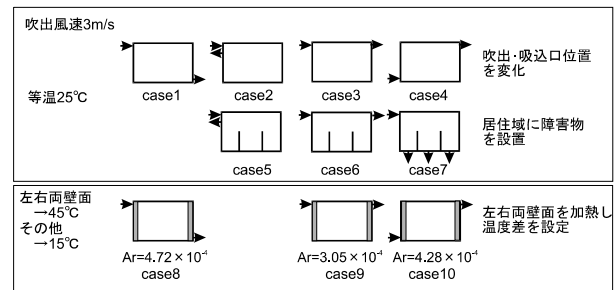 吹出風速3m/s
case1 case2 case3 case4
吹出・吸込口位置
を変化
等温25℃
case5 case6 case7
居住域に障害物
を設置
左右両壁面
→45℃
その他
→15℃
左右両壁面を加熱し
温度差を設定
Ar=4.72×10⁻⁴ Ar=3.05×10⁻⁴ Ar=4.28×10⁻⁴
case8 case9 case10